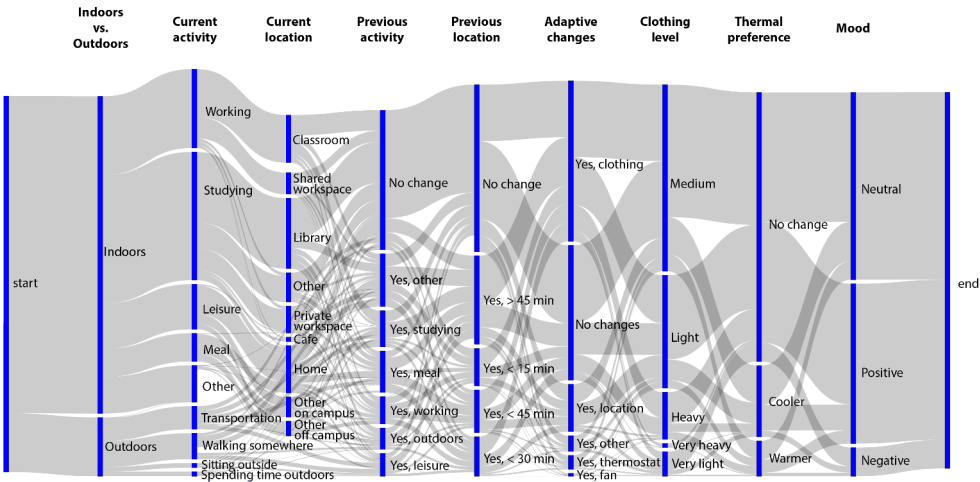 Indoors
vs.
Outdoors
Current
activity
Current
location
Previous
activity
Previous
location
Adaptive
changes
Clothing
level
Thermal
preference
Mood
start
Indoors
Outdoors
Working
Studying
Leisure
Meal
Other
Transportation
Walking somewhere
Sitting outside
Spending time outdoors
Classroom
Shared
workspace
Library
Other
Private
workspace
Cafe
Home
Other
on campus
Other
off campus
No change
Yes, other
Yes, studying
Yes, meal
Yes, working
Yes, outdoors
Yes, leisure
No change
Yes, > 45 min
Yes, < 15 min
Yes, < 45 min
Yes, < 30 min
Yes, clothing
No changes
Yes, location
Yes, other
Yes, thermostat
Yes, fan
Medium
Light
Heavy
Very heavy
Very light
No change
Cooler
Warmer
Neutral
Positive
Negative
end